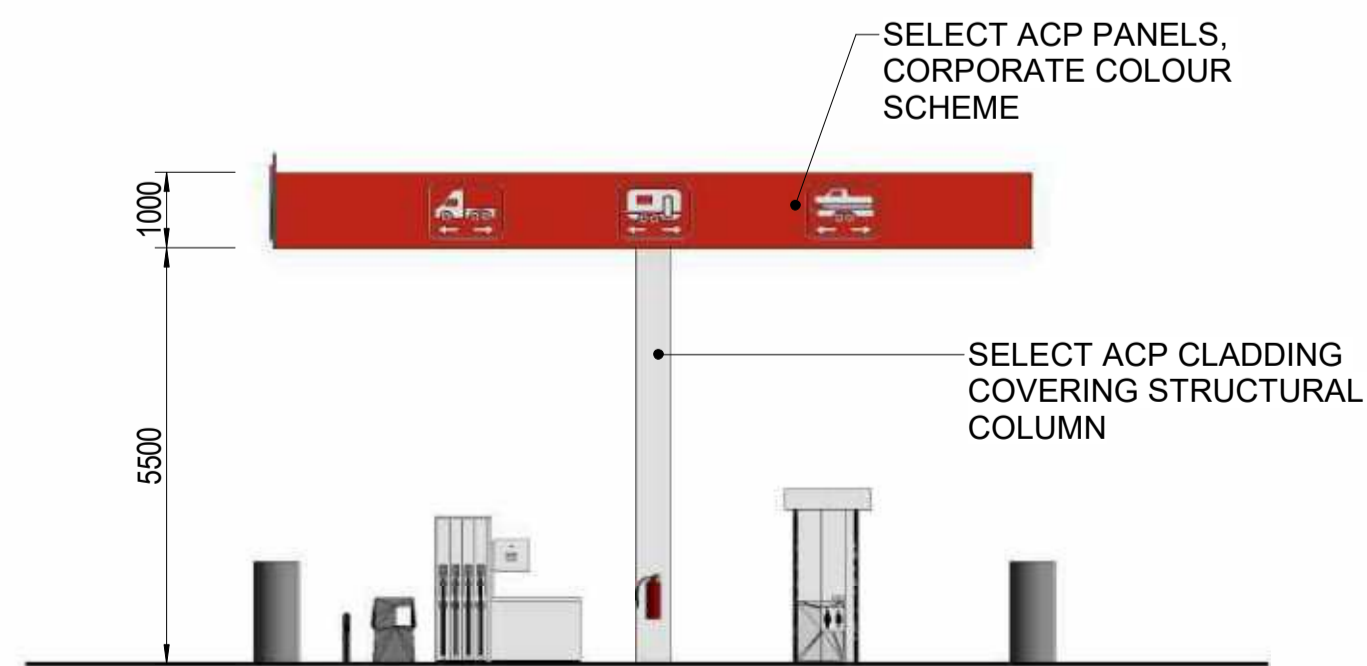 SELECT ACP PANELS,
CORPORATE COLOUR
SCHEME
1000
SELECT ACP CLADDING
COVERING STRUCTURAL
COLUMN
5500